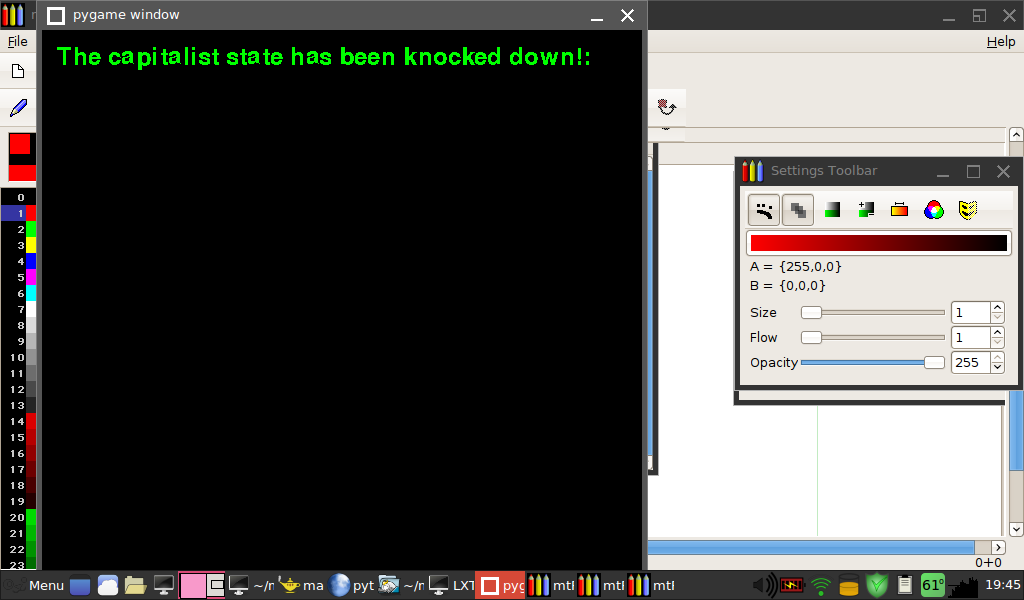 pygame window
File
Help
The capitalist state has been knocked down!:
Settings Toolbar
A = {255,0,0}
B = {0,0,0}
Size 1
Flow 1
Opacity 255
0
1
2
3
4
5
6
7
8
9
10
11
12
13
14
15
16
17
18
19
20
21
22
23
0+0
Menu ~/r ma pyt ~/r LXT pyg mtl mtl mtl 61° 19:45